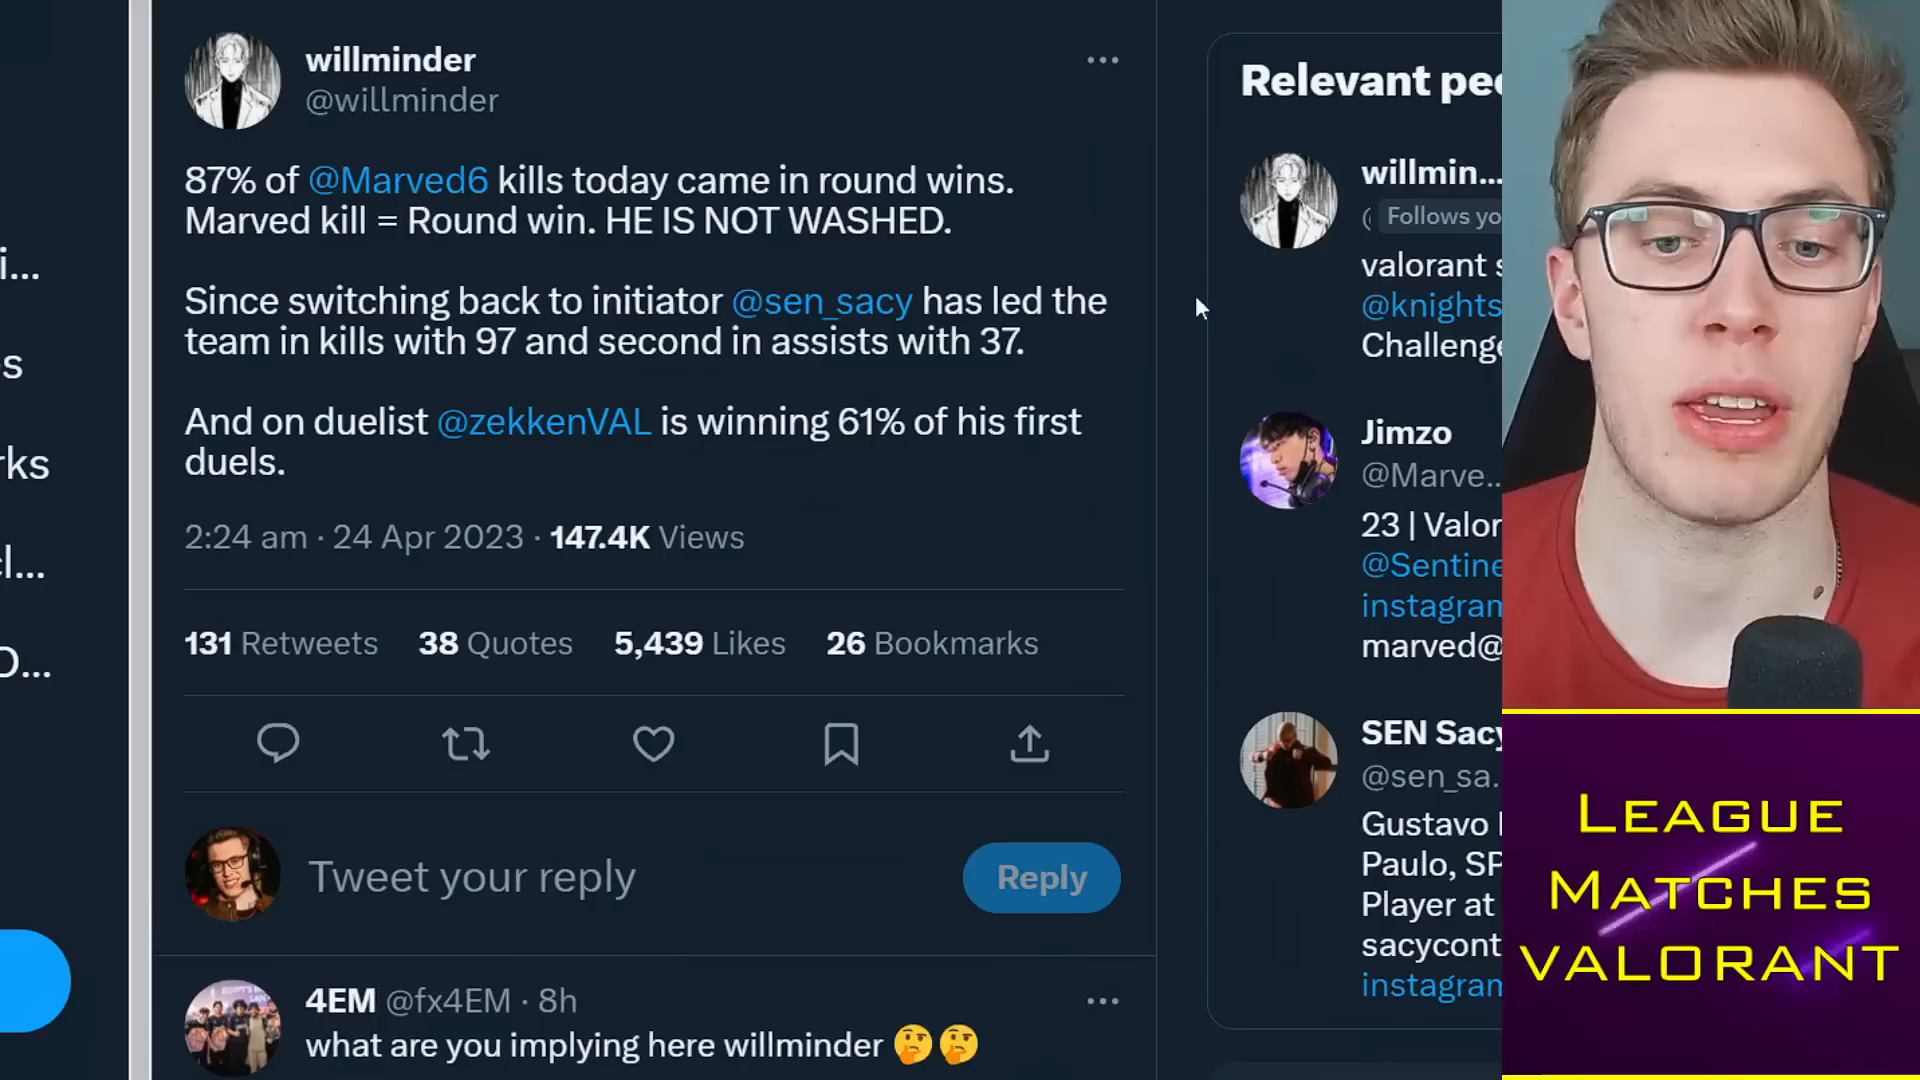 willminder
@willminder
87% of @Marved6 kills today came in round wins.
Marved kill = Round win. HE IS NOT WASHED.
Since switching back to initiator @sen_sacy has led the
team in kills with 97 and second in assists with 37.
And on duelist @zekkenVAL is winning 61% of his first
duels.
2:24 am · 24 Apr 2023 · 147.4K Views
131 Retweets 38 Quotes 5,439 Likes 26 Bookmarks
Tweet your reply
Reply
4EM @fx4EM · 8h
what are you implying here willminder 🤔🤔
Relevant
willmin...
Follows yo
valorant
@knights
Challenge
Jimzo
@Marve...
23 | Valor
@Sentine
instagram
marved@
SEN Sacy
@sen_sa...
Gustavo
Paulo, SP
Player at
sacycont
instagram
LEAGUE
MATCHES
VALORANT